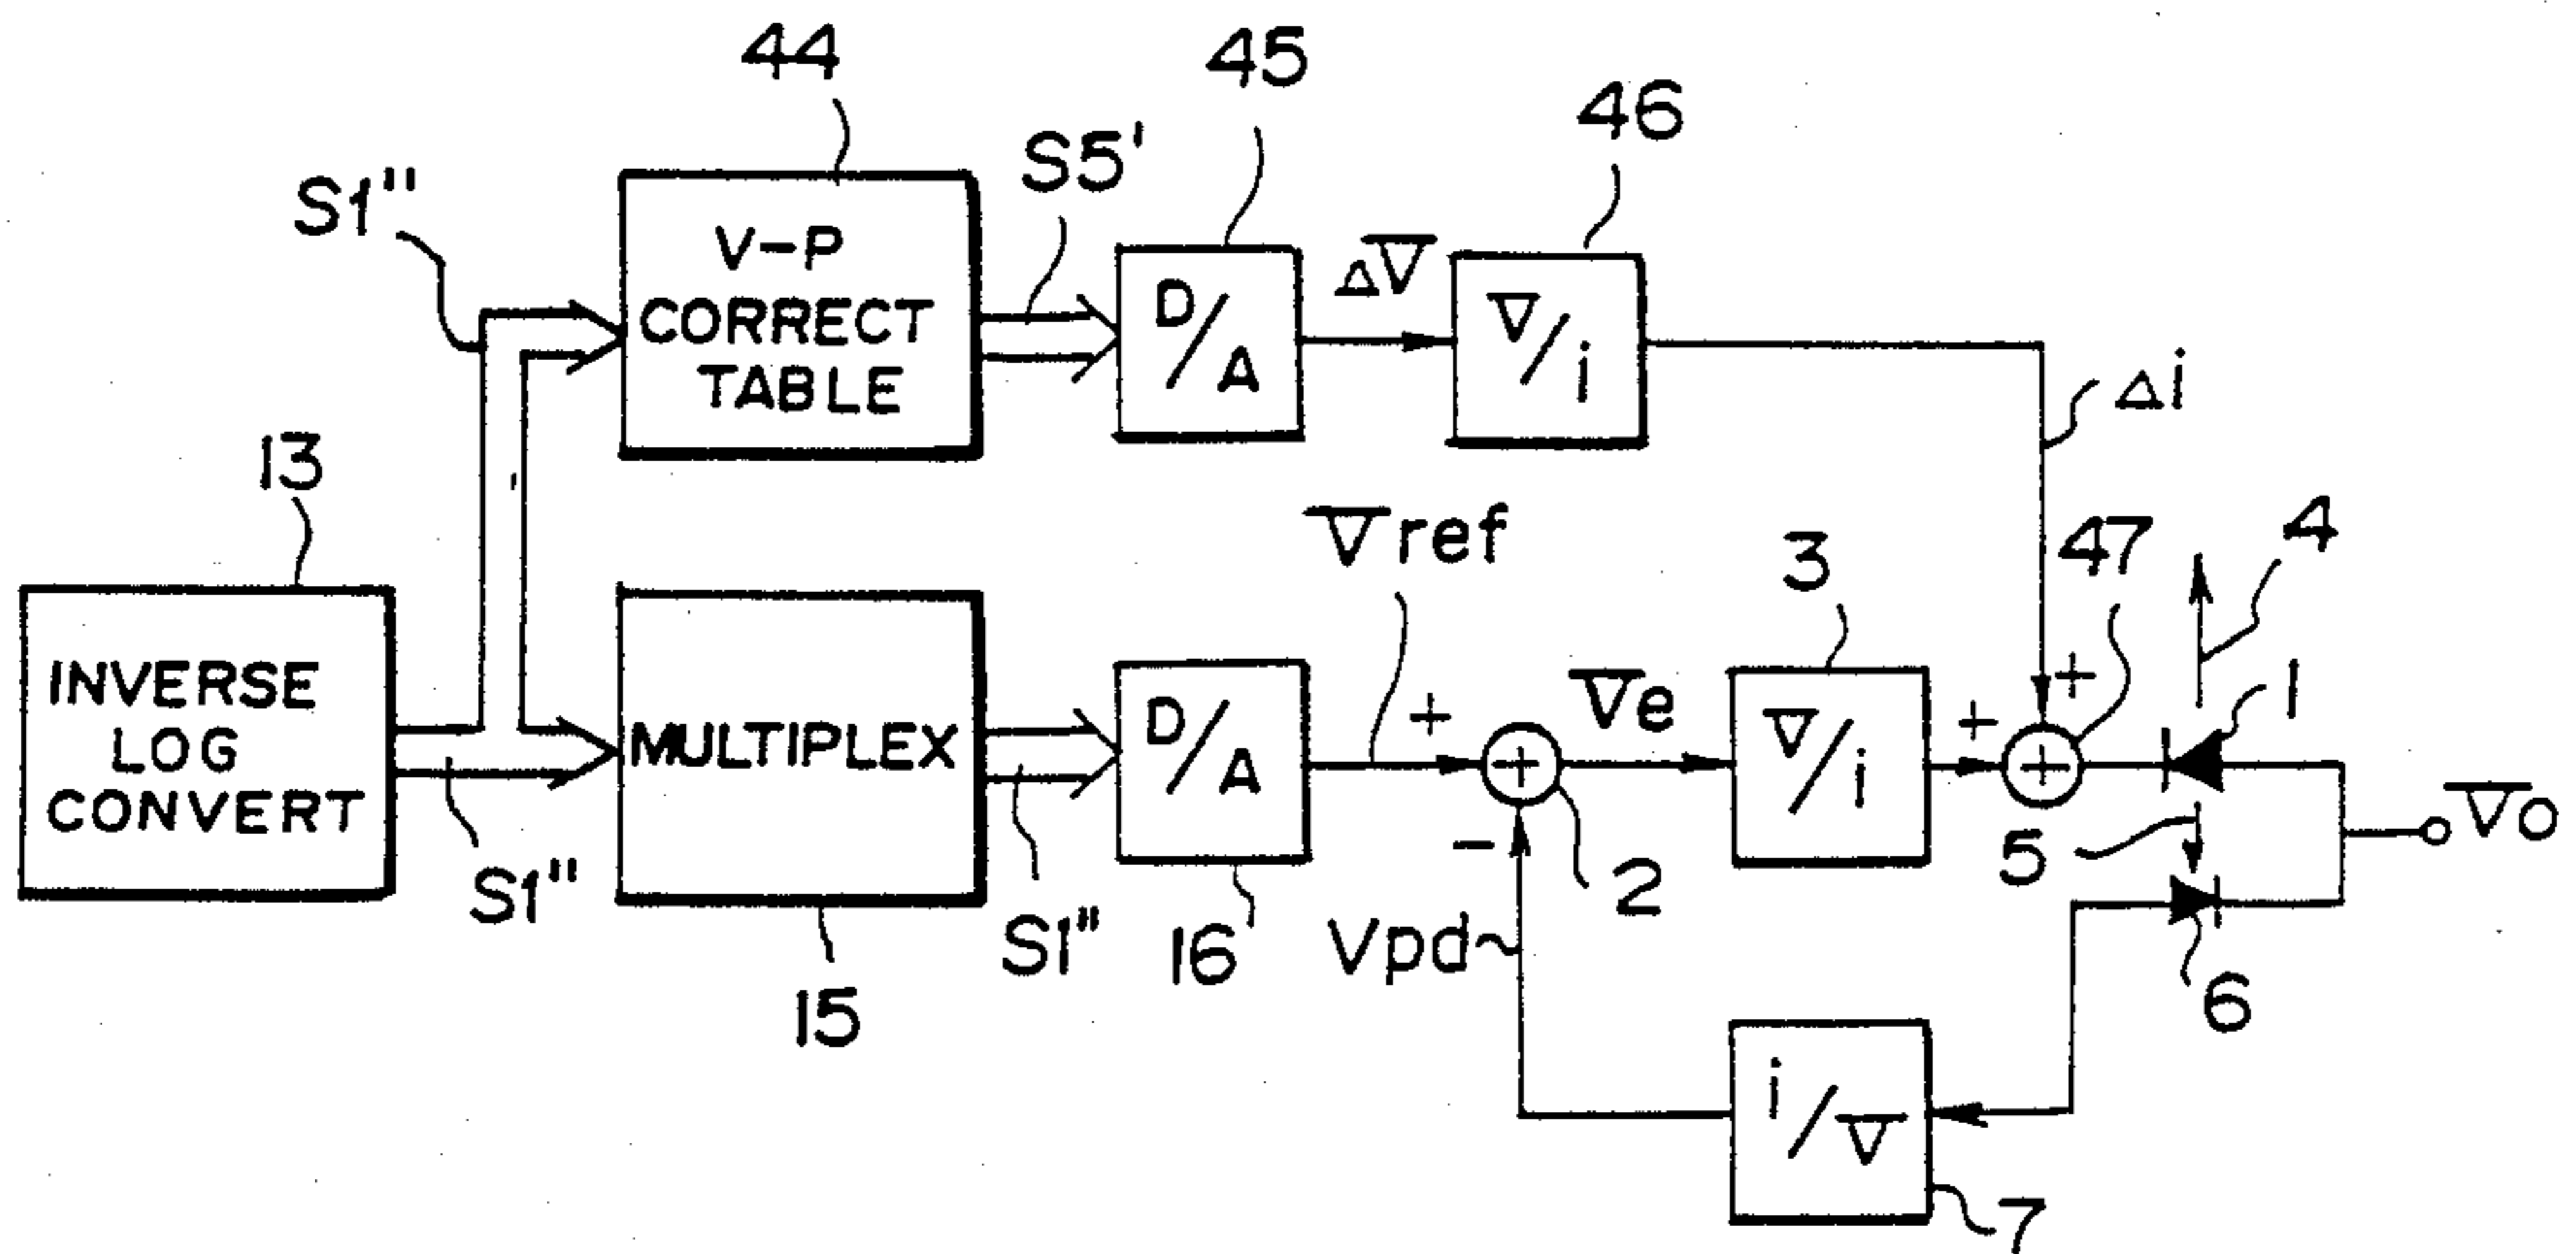 44
45
46
S1"
S5'
V-P
CORRECT
TABLE
D/A
ΔV
V/i
Δi
13
Vref
3
47
4
INVERSE
LOG
CONVERT
MULTIPLEX
D/A
+
+
Ve
V/i
+
+
+
1
S1"
S1"
15
16
-
2
Vpd
5
Vo
6
i/V
7